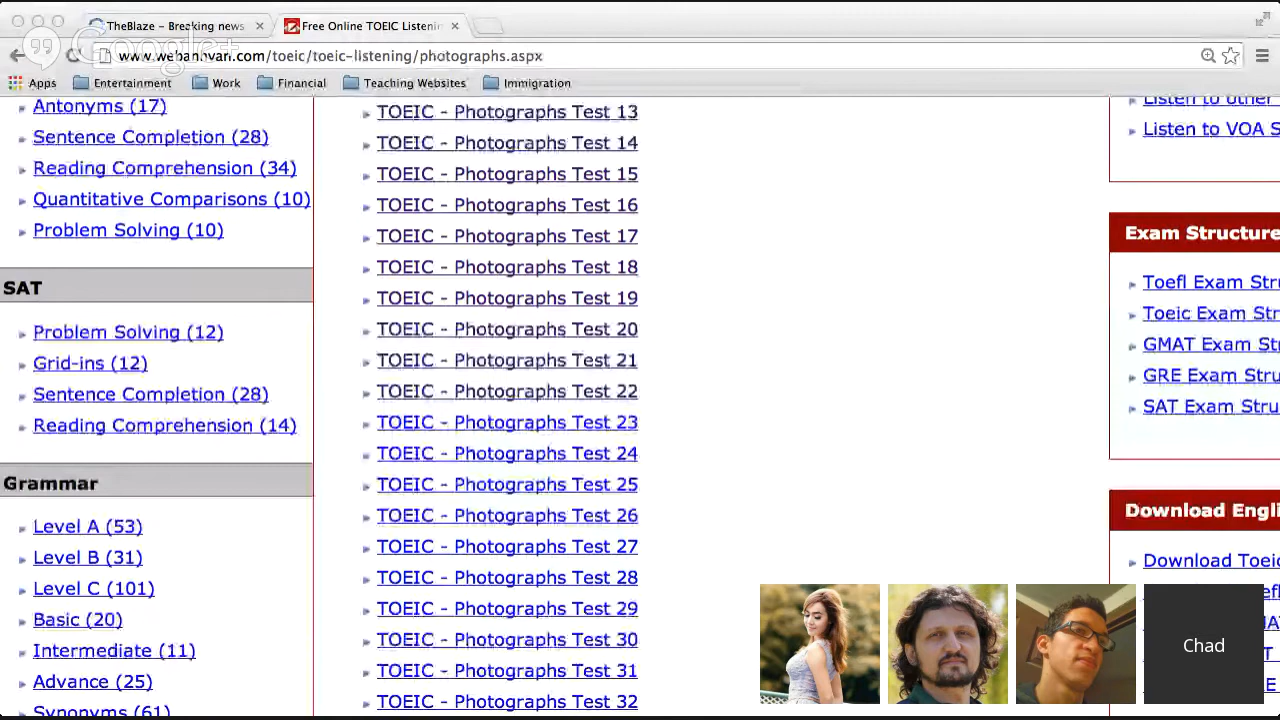 TheBlaze – Breaking news
Free Online TOEIC Listenin
Google+
www.webanhvan.com/toeic/toeic-listening/photographs.aspx
Apps
Entertainment
Work
Financial
Teaching Websites
Immigration
Antonyms (17)
Sentence Completion (28)
Reading Comprehension (34)
Quantitative Comparisons (10)
Problem Solving (10)
SAT
Problem Solving (12)
Grid-ins (12)
Sentence Completion (28)
Reading Comprehension (14)
Grammar
Level A (53)
Level B (31)
Level C (101)
Basic (20)
Intermediate (11)
Advance (25)
Synonyms (61)
TOEIC - Photographs Test 13
TOEIC - Photographs Test 14
TOEIC - Photographs Test 15
TOEIC - Photographs Test 16
TOEIC - Photographs Test 17
TOEIC - Photographs Test 18
TOEIC - Photographs Test 19
TOEIC - Photographs Test 20
TOEIC - Photographs Test 21
TOEIC - Photographs Test 22
TOEIC - Photographs Test 23
TOEIC - Photographs Test 24
TOEIC - Photographs Test 25
TOEIC - Photographs Test 26
TOEIC - Photographs Test 27
TOEIC - Photographs Test 28
TOEIC - Photographs Test 29
TOEIC - Photographs Test 30
TOEIC - Photographs Test 31
TOEIC - Photographs Test 32
Listen to other
Listen to VOA S
Exam Structure
Toefl Exam Stru
Toeic Exam Str
GMAT Exam Str
GRE Exam Stru
SAT Exam Stru
Download Engli
Download Toeic
Chad